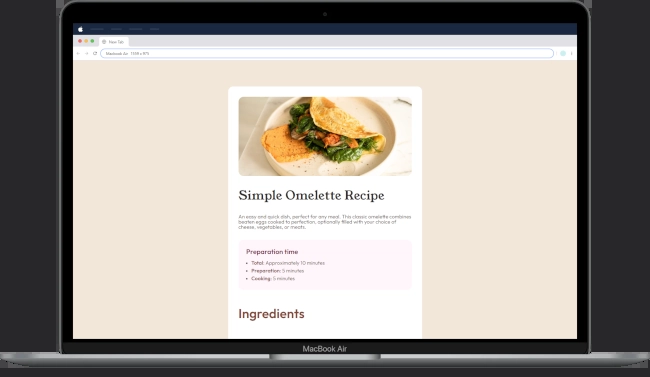 New Tab
Macbook Air
Simple Omelette Recipe
An easy and quick dish, perfect for any meal. This classic omelette combines
beaten eggs cooked to perfection, optionally filled with your choice of
cheese, vegetables, or meats.
Preparation time
• Total: Approximately 10 minutes
• Preparation: 5 minutes
• Cooking: 5 minutes
Ingredients
MacBook Air